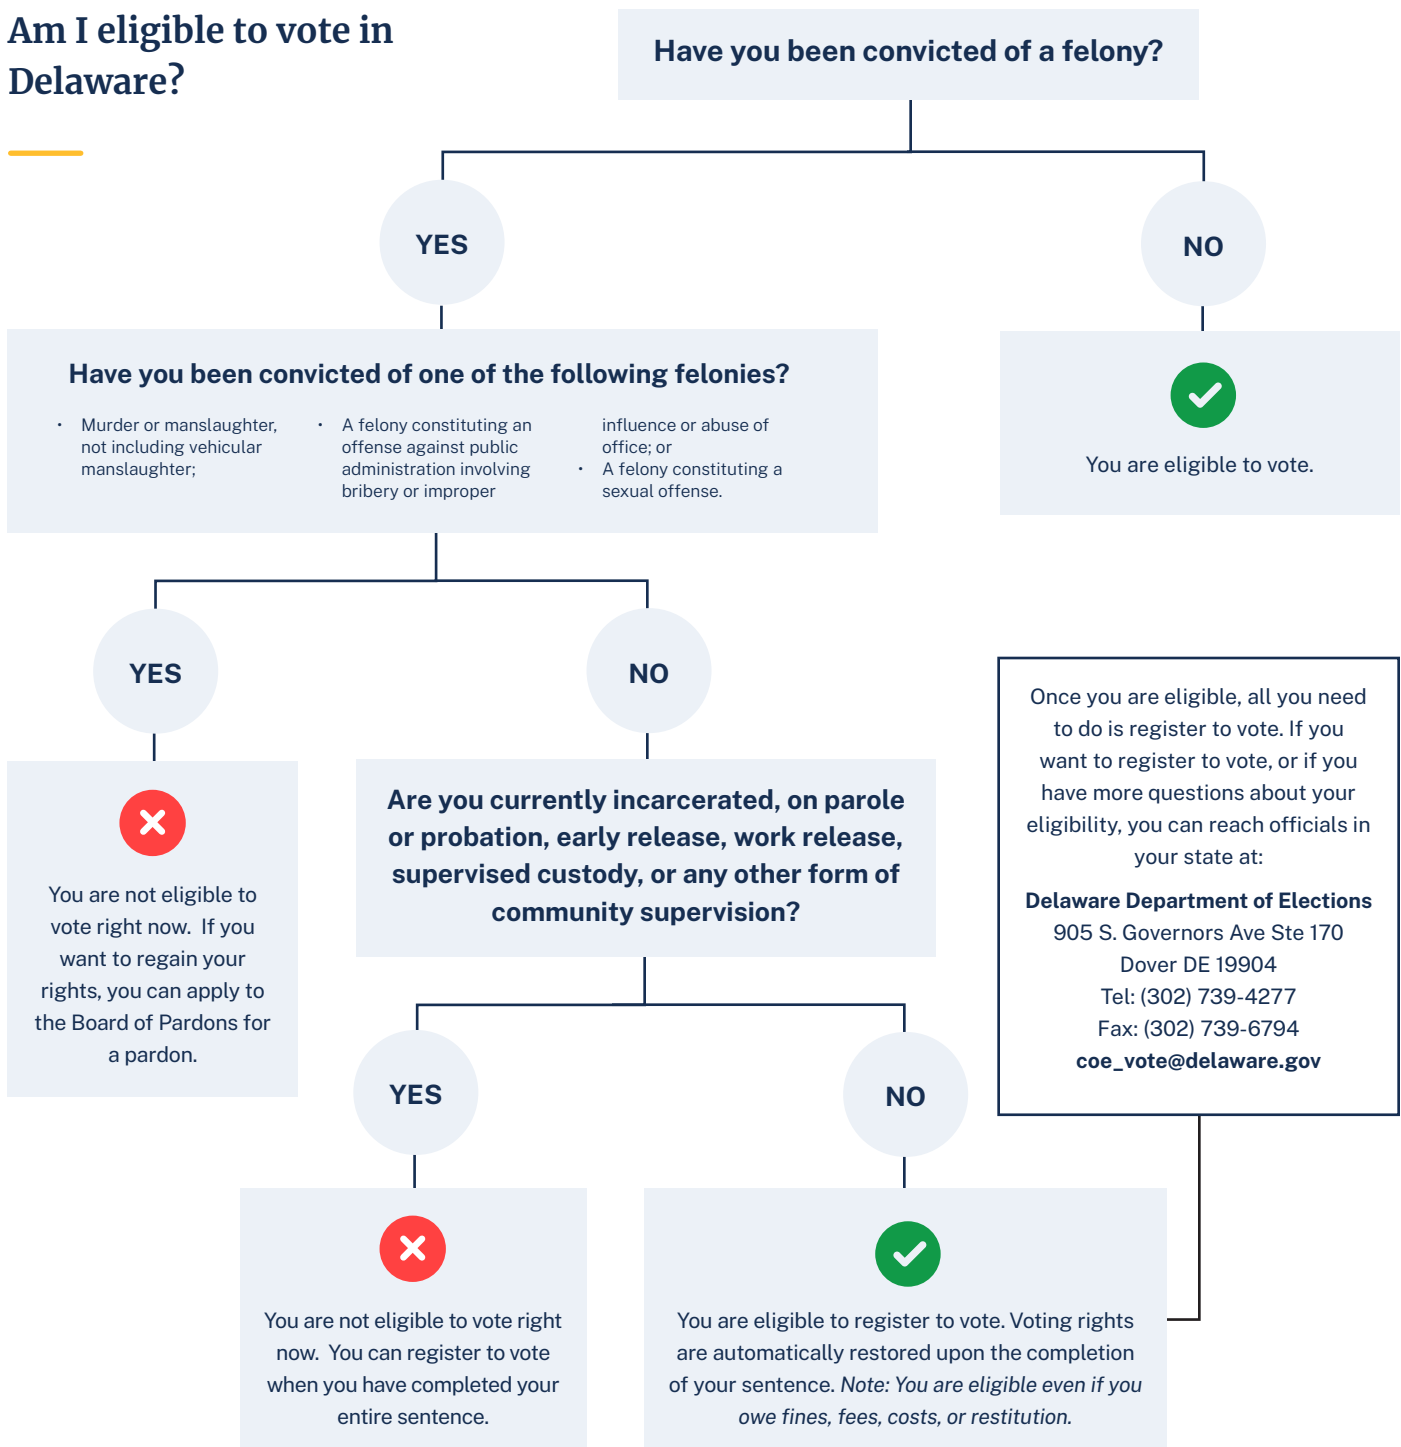 Am I eligible to vote in
Delaware?
Have you been convicted of a felony?
YES
NO
Have you been convicted of one of the following felonies?
• Murder or manslaughter,
not including vehicular
manslaughter;
• A felony constituting an
offense against public
administration involving
bribery or improper
influence or abuse of
office; or
• A felony constituting a
sexual offense.
You are eligible to vote.
YES
NO
You are not eligible to
vote right now. If you
want to regain your
rights, you can apply to
the Board of Pardons for
a pardon.
Are you currently incarcerated, on parole
or probation, early release, work release,
supervised custody, or any other form of
community supervision?
Once you are eligible, all you need
to do is register to vote. If you
want to register to vote, or if you
have more questions about your
eligibility, you can reach officials in
your state at:
Delaware Department of Elections
905 S. Governors Ave Ste 170
Dover DE 19904
Tel: (302) 739-4277
Fax: (302) 739-6794
coe_vote@delaware.gov
YES
NO
You are not eligible to vote right
now. You can register to vote
when you have completed your
entire sentence.
You are eligible to register to vote. Voting rights
are automatically restored upon the completion
of your sentence. Note: You are eligible even if you
owe fines, fees, costs, or restitution.